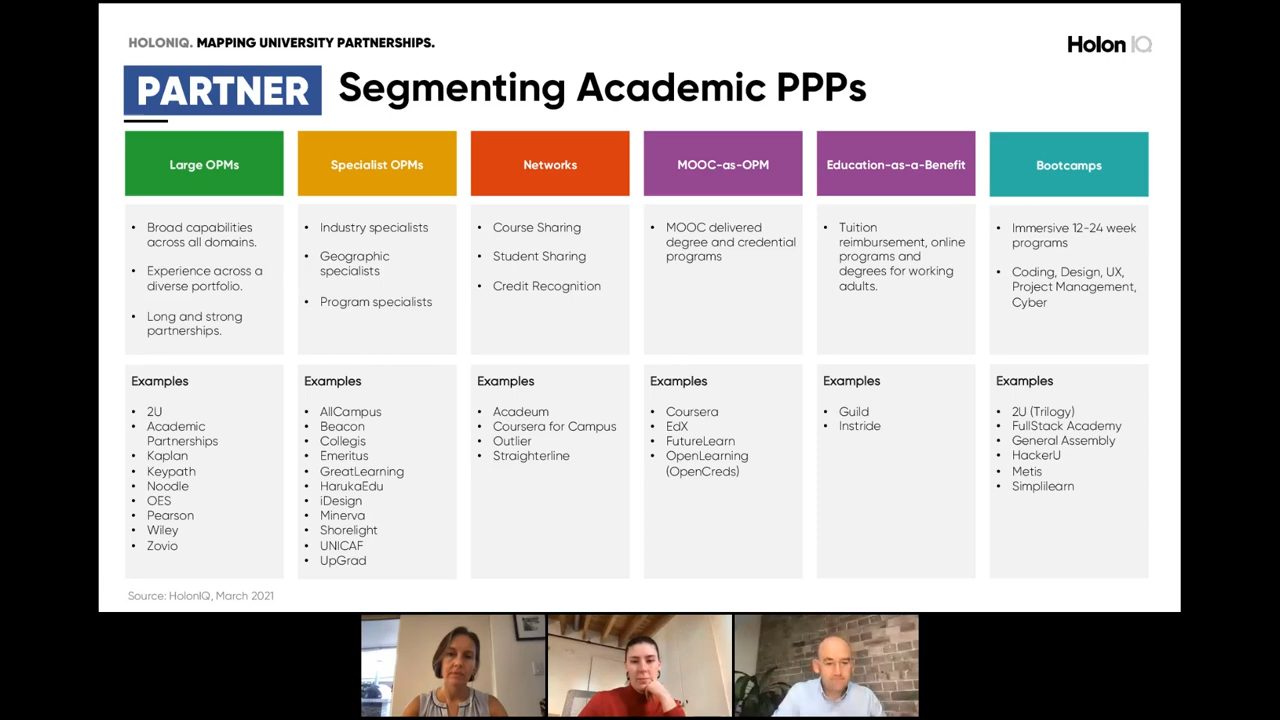 HOLONIQ. MAPPING UNIVERSITY PARTNERSHIPS.
Holon IQ
PARTNER Segmenting Academic PPPs
Large OPMs
Specialist OPMs
Networks
MOOC-as-OPM
Education-as-a-Benefit
Bootcamps
• Broad capabilities
across all domains.
• Experience across a
diverse portfolio.
• Long and strong
partnerships.
• Industry specialists
• Geographic
specialists
• Program specialists
• Course Sharing
• Student Sharing
• Credit Recognition
• MOOC delivered
degree and credential
programs
• Tuition
reimbursement, online
programs and
degrees for working
adults.
• Immersive 12-24 week
programs
• Coding, Design, UX,
Project Management,
Cyber
Examples
• 2U
• Academic
Partnerships
• Kaplan
• Keypath
• Noodle
• OES
• Pearson
• Wiley
• Zovio
Examples
• AllCampus
• Beacon
• Collegis
• Emeritus
• GreatLearning
• HarukaEdu
• iDesign
• Minerva
• Shorelight
• UNICAF
• UpGrad
Examples
• Acadeum
• Coursera for Campus
• Outlier
• Straighterline
Examples
• Coursera
• EdX
• FutureLearn
• OpenLearning
(OpenCreds)
Examples
• Guild
• Instride
Examples
• 2U (Trilogy)
• FullStack Academy
• General Assembly
• HackerU
• Metis
• Simplilearn
Source: HolonIQ, March 2021